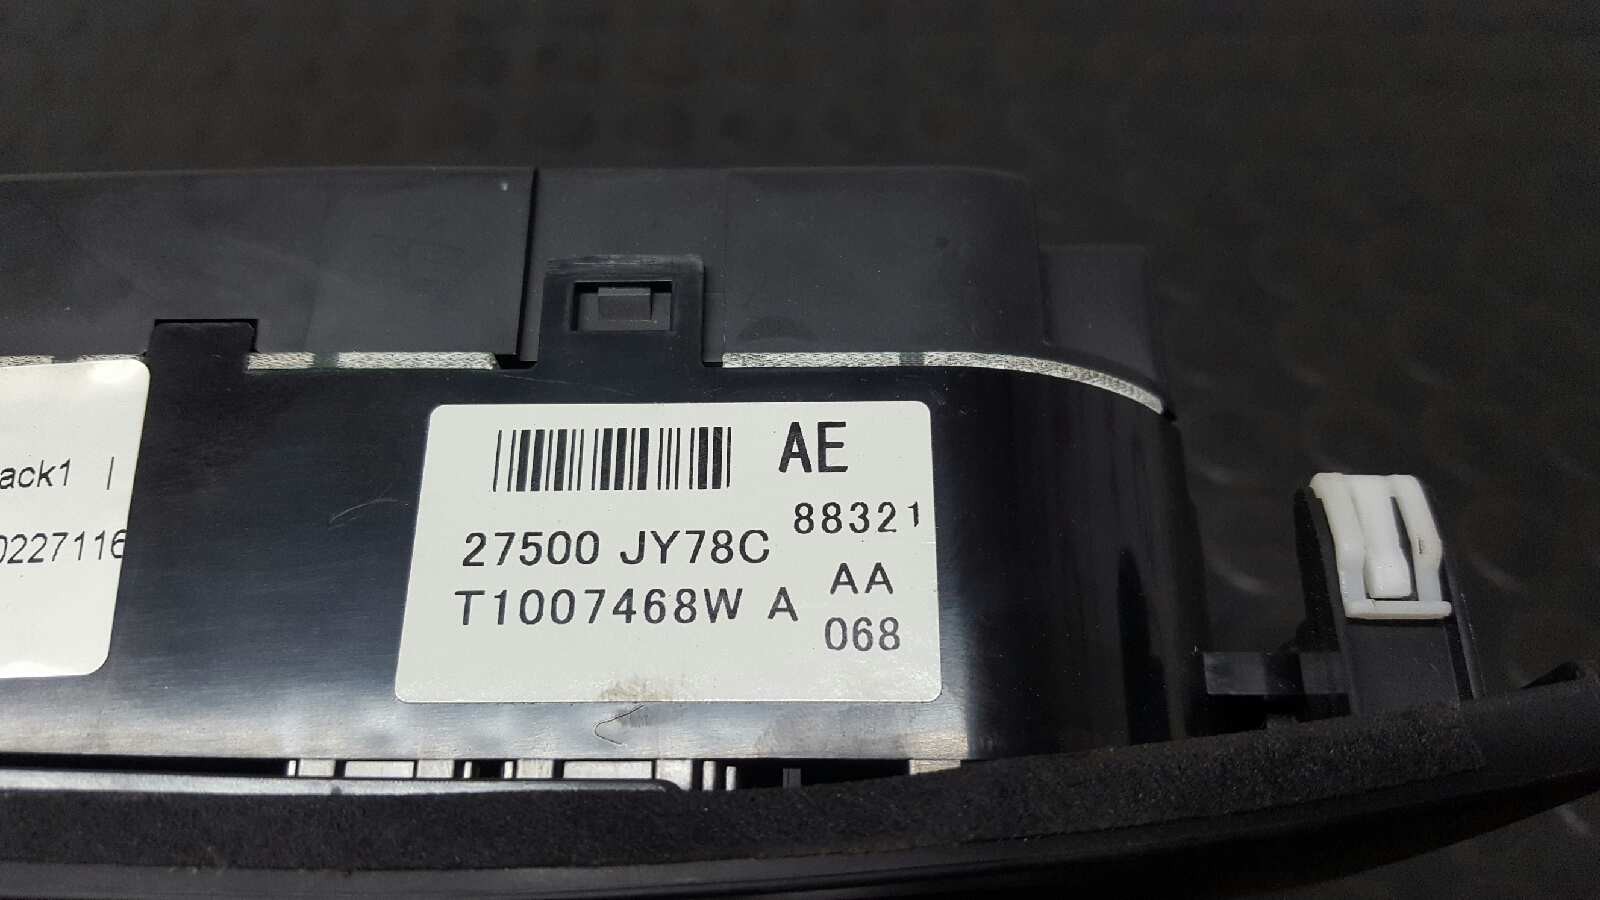 ack1 I
0227116
AE
88321
27500 JY78C
AA
T1007468W A
068